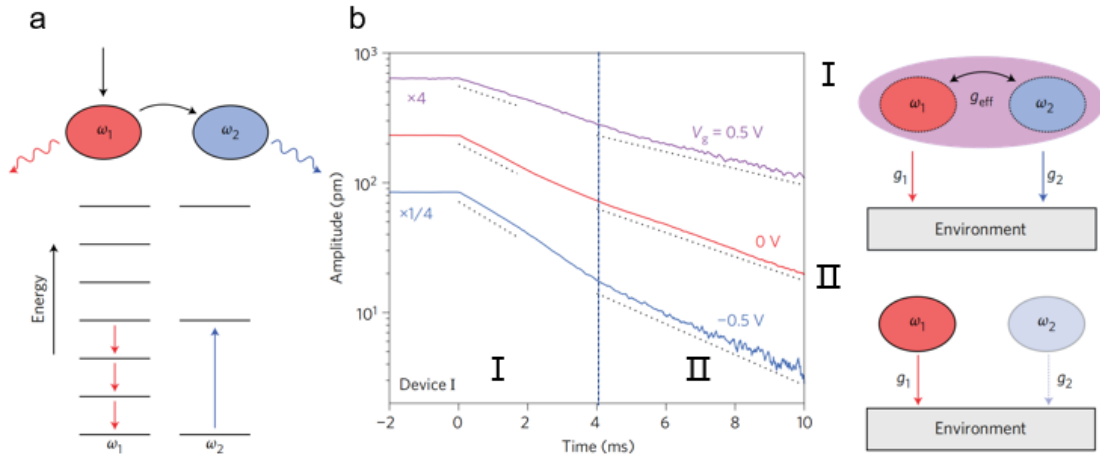 a
ω₁
ω₂
Energy
ω₁
ω₂
b
10³
10²
10¹
Amplitude (pm)
×4
×1/4
V_g = 0.5 V
0 V
−0.5 V
I
II
Device I
−2 0 2 4 6 8 10
Time (ms)
I
ω₁
g_eff
ω₂
g₁
g₂
Environment
II
ω₁
ω₂
g₁
g₂
Environment